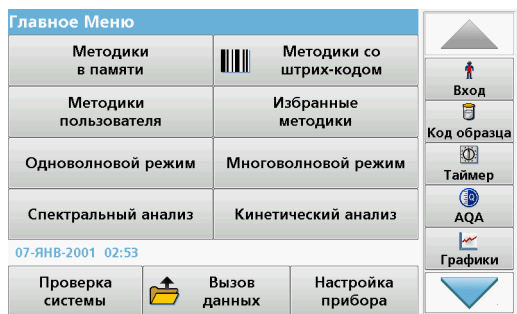 Главное Меню
Методики
в памяти
Методики со
штрих-кодом
Методики
пользователя
Избранные
методики
Одноволновой режим
Многоволновой режим
Спектральный анализ
Кинетический анализ
07-ЯНВ-2001 02:53
Проверка
системы
Вызов
данных
Настройка
прибора
Вход
Код образца
Таймер
AQA
Графики